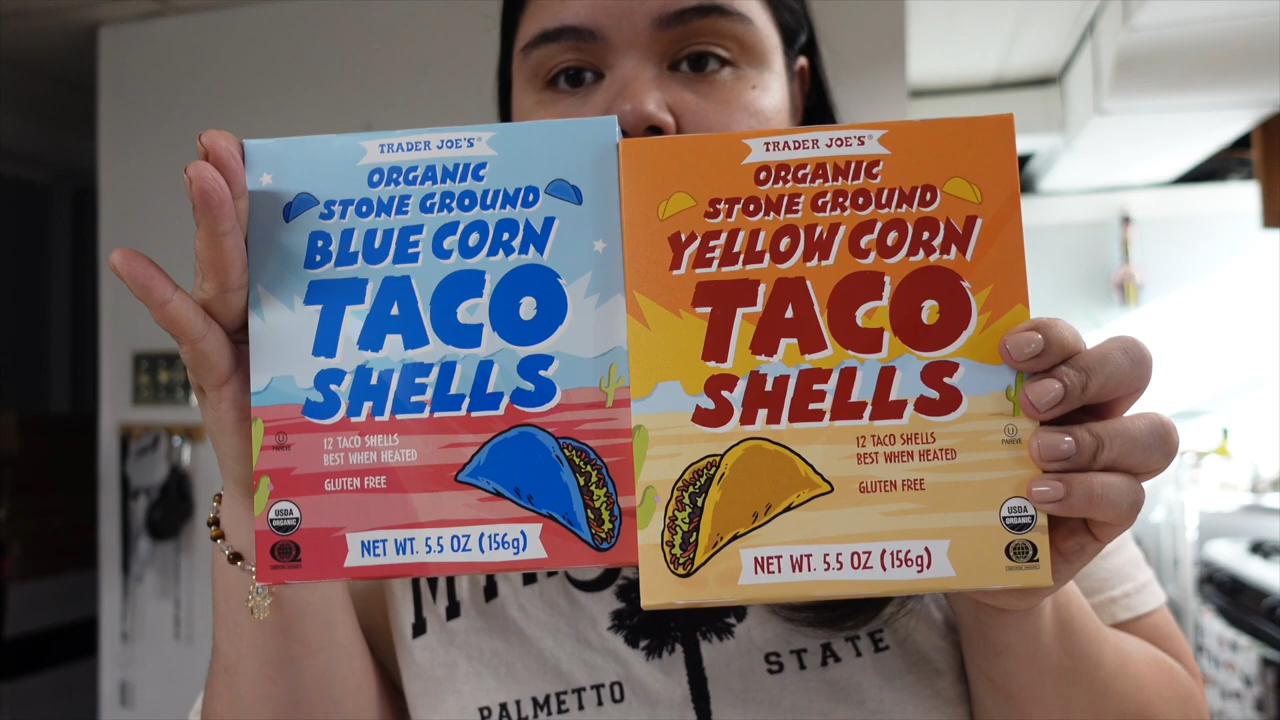 TRADER JOE'S®
ORGANIC
STONE GROUND
BLUE CORN
TACO
SHELLS
12 TACO SHELLS
BEST WHEN HEATED
GLUTEN FREE
U
PAREVE
USDA
ORGANIC
NET WT. 5.5 OZ (156g)
TRADER JOE'S®
ORGANIC
STONE GROUND
YELLOW CORN
TACO
SHELLS
12 TACO SHELLS
BEST WHEN HEATED
GLUTEN FREE
U
PAREVE
USDA
ORGANIC
NET WT. 5.5 OZ (156g)
PALMETTO
STATE